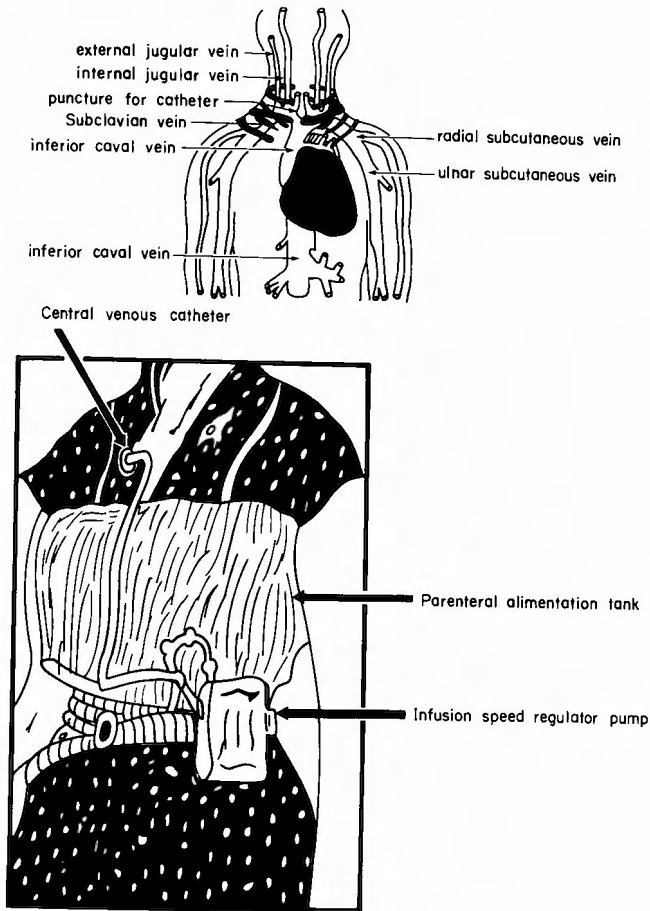 external jugular vein
internal jugular vein
puncture for catheter
Subclavian vein
inferior caval vein
radial subcutaneous vein
ulnar subcutaneous vein
inferior caval vein
Central venous catheter
Parenteral alimentation tank
Infusion speed regulator pump